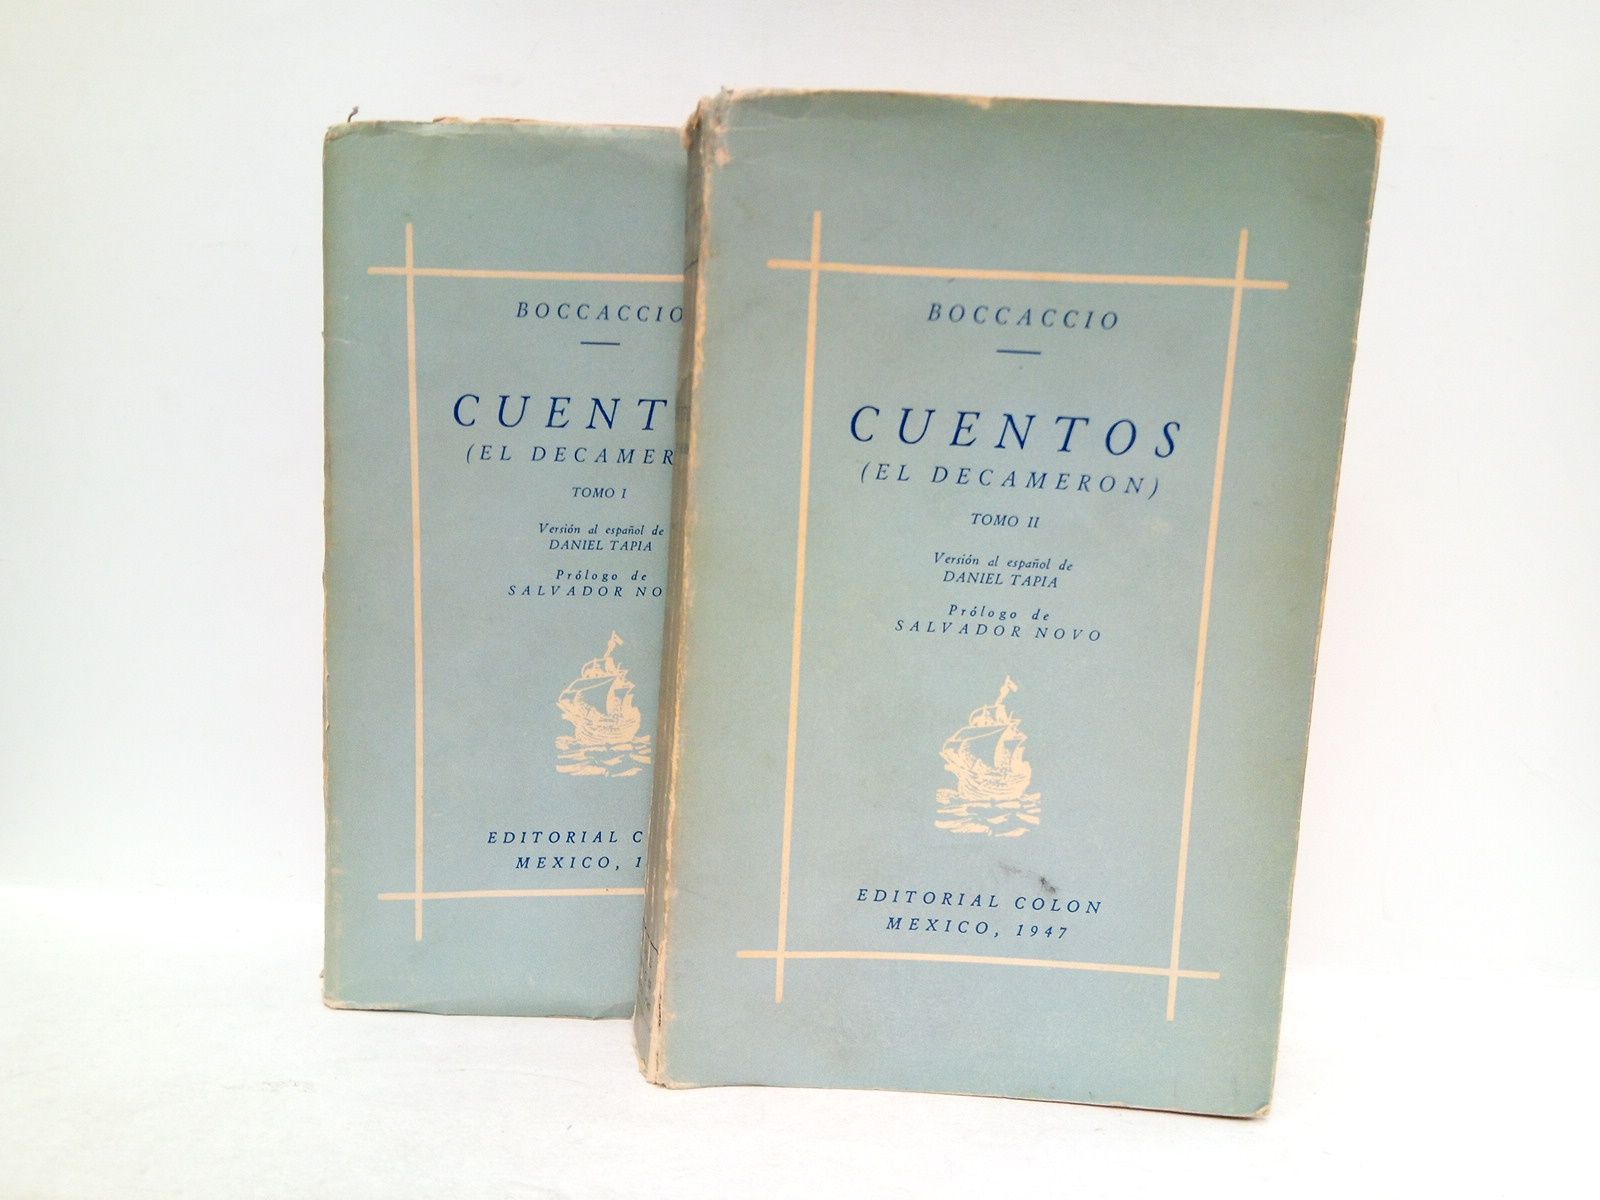 BOCCACCIO
CUENT
(EL DECAMER
TOMO I
Versión al español de
DANIEL TAPIA
Prólogo de
SALVADOR NO
EDITORIAL C
MEXICO, 1
BOCCACCIO
CUENTOS
(EL DECAMERON)
TOMO II
Versión al español de
DANIEL TAPIA
Prólogo de
SALVADOR NOVO
EDITORIAL COLON
MEXICO, 1947